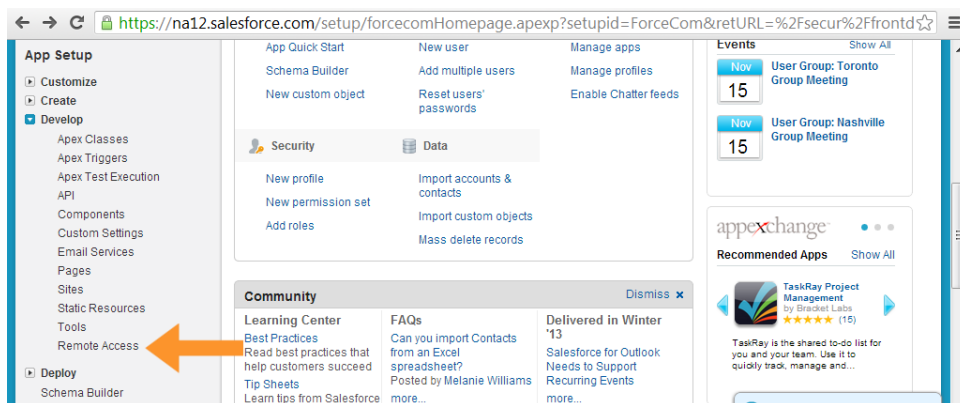 https://na12.salesforce.com/setup/forcecomHomepage.apexp?setupid=ForceCom&retURL=%2Fsecur%2Ffrontd
App Setup
Customize
Create
Develop
Apex Classes
Apex Triggers
Apex Test Execution
API
Components
Custom Settings
Email Services
Pages
Sites
Static Resources
Tools
Remote Access
Deploy
Schema Builder
App Quick Start
Schema Builder
New custom object
New user
Add multiple users
Reset users'
passwords
Manage apps
Manage profiles
Enable Chatter feeds
Security
New profile
New permission set
Add roles
Data
Import accounts &
contacts
Import custom objects
Mass delete records
Community
Dismiss x
Learning Center
Best Practices
Read best practices that
help customers succeed
Tip Sheets
Learn tips from Salesforce
FAQs
Can you import Contacts
from an Excel
spreadsheet?
Posted by Melanie Williams
more...
Delivered in Winter
'13
Salesforce for Outlook
Needs to Support
Recurring Events
more...
Events
Show All
Nov
15
User Group: Toronto
Group Meeting
Nov
15
User Group: Nashville
Group Meeting
appexchange
Recommended Apps
Show All
TaskRay Project
Management
by Bracket Labs
(15)
TaskRay is the shared to-do list for
you and your team. Use it to
quickly track, manage and...